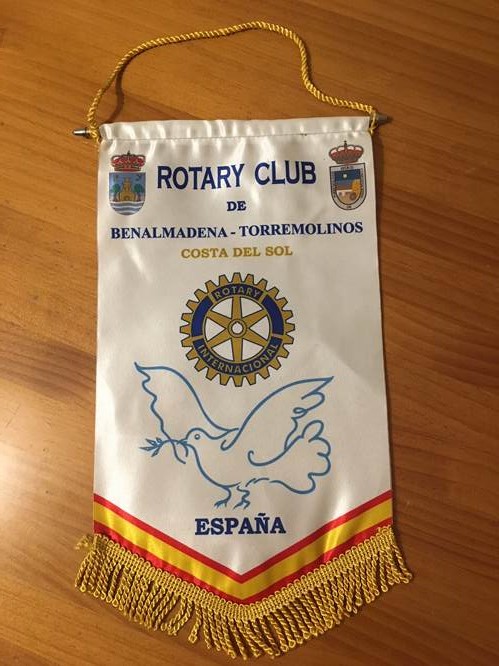 ROTARY CLUB
DE
BENALMADENA - TORREMOLINOS
COSTA DEL SOL
ROTARY
INTERNACIONAL
ESPAÑA